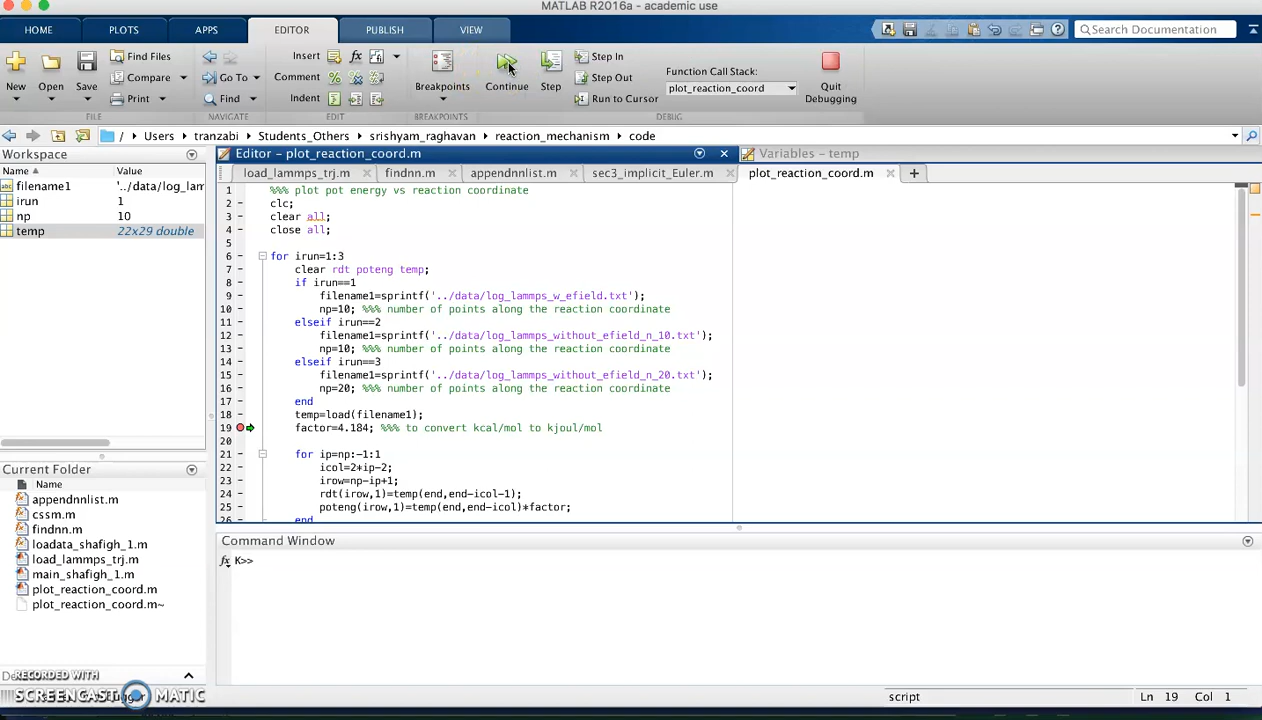 MATLAB R2016a - academic use
HOME PLOTS APPS EDITOR PUBLISH VIEW Search Documentation
New Open Save Find Files Compare Print Go To Find Insert Comment Indent Breakpoints Continue Step Step In Step Out Run to Cursor Function Call Stack: plot_reaction_coord Quit Debugging
FILE NAVIGATE EDIT BREAKPOINTS DEBUG
/ ▸ Users ▸ tranzabi ▸ Students_Others ▸ srishyam_raghavan ▸ reaction_mechanism ▸ code
Workspace
Name Value
filename1 '../data/log_lam
irun 1
np 10
temp 22x29 double
Current Folder
Name
appendnnlist.m
cssm.m
findnn.m
loadata_shafigh_1.m
load_lammps_trj.m
main_shafigh_1.m
plot_reaction_coord.m
plot_reaction_coord.m~
Editor - plot_reaction_coord.m
Variables - temp
load_lammps_trj.m findnn.m appendnnlist.m sec3_implicit_Euler.m plot_reaction_coord.m
1 %%% plot pot energy vs reaction coordinate
2 clc;
3 clear all;
4 close all;
5
6 for irun=1:3
7 clear rdt poteng temp;
8 if irun==1
9 filename1=sprintf('../data/log_lammps_w_efield.txt');
10 np=10; %%% number of points along the reaction coordinate
11 elseif irun==2
12 filename1=sprintf('../data/log_lammps_without_efield_n_10.txt');
13 np=10; %%% number of points along the reaction coordinate
14 elseif irun==3
15 filename1=sprintf('../data/log_lammps_without_efield_n_20.txt');
16 np=20; %%% number of points along the reaction coordinate
17 end
18 temp=load(filename1);
19 factor=4.184; %%% to convert kcal/mol to kjoul/mol
20
21 for ip=np:-1:1
22 icol=2*ip-2;
23 irow=np-ip+1;
24 rdt(irow,1)=temp(end,end-icol-1);
25 poteng(irow,1)=temp(end,end-icol)*factor;
26 end
Command Window
fx K>>
RECORDED WITH
SCREENCAST MATIC
script Ln 19 Col 1